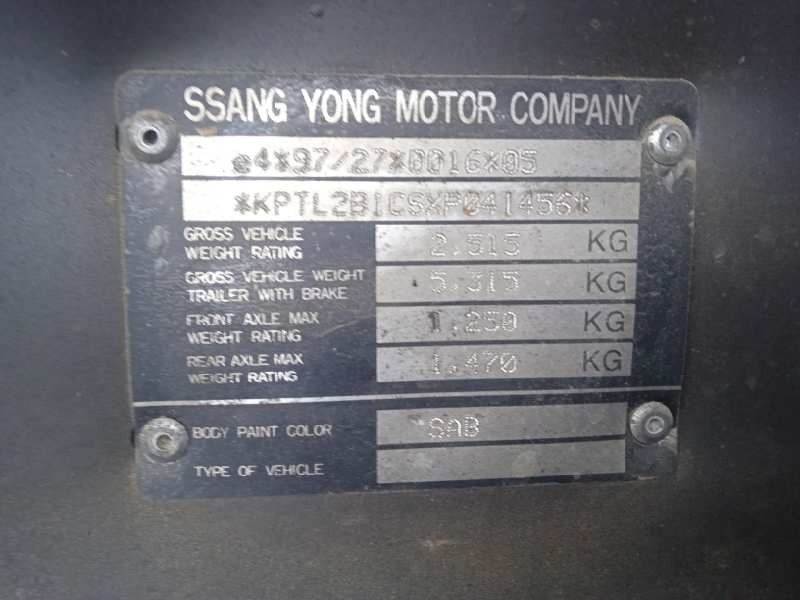 SSANG YONG MOTOR COMPANY
e4*97/27*0016*05
*KPTL2B1CSXP041456*
GROSS VEHICLE
WEIGHT RATING 2,515 KG
GROSS VEHICLE WEIGHT
TRAILER WITH BRAKE 5,315 KG
FRONT AXLE MAX
WEIGHT RATING 1,250 KG
REAR AXLE MAX
WEIGHT RATING 1,470 KG
BODY PAINT COLOR SAB
TYPE OF VEHICLE